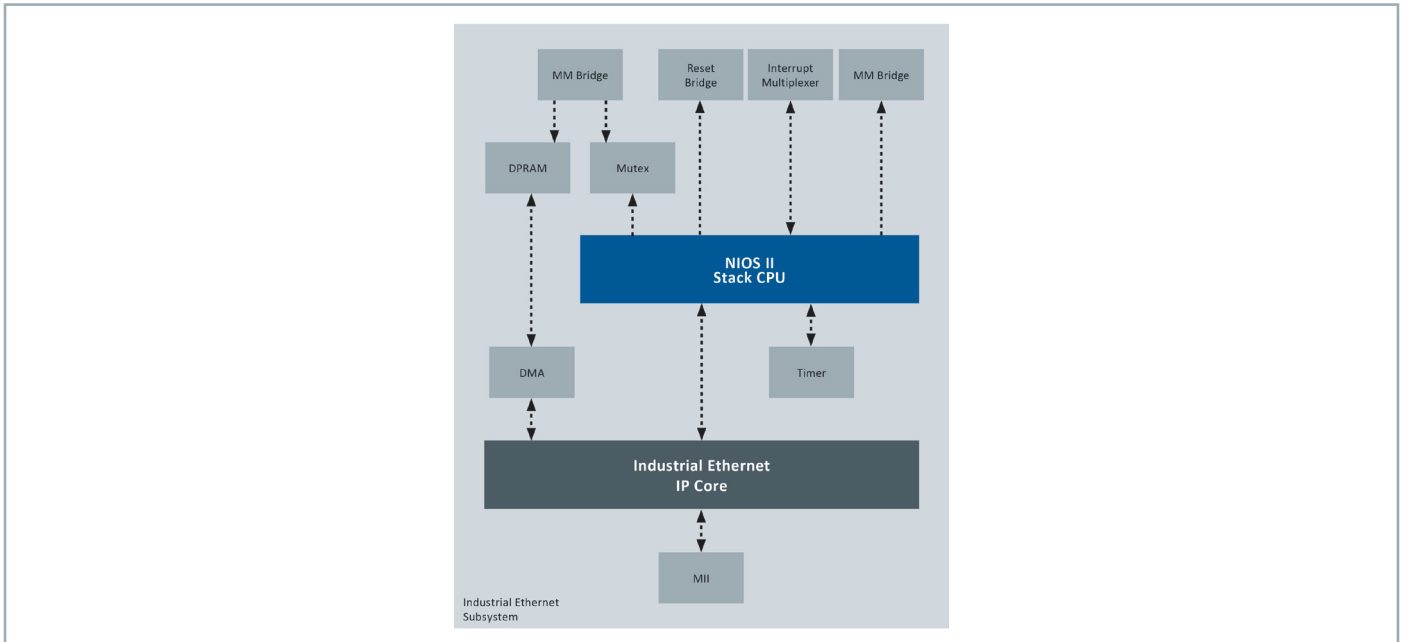 MM Bridge
Reset
Bridge
Interrupt
Multiplexer
MM Bridge
DPRAM
Mutex
NIOS II
Stack CPU
DMA
Timer
Industrial Ethernet
IP Core
MII
Industrial Ethernet
Subsystem